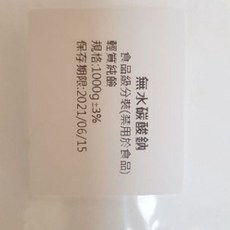 無水碳酸鈉
食品級分裝(禁用於食品)
輕質純鹼
規格:1000g±3%
保存期限:2021/06/15